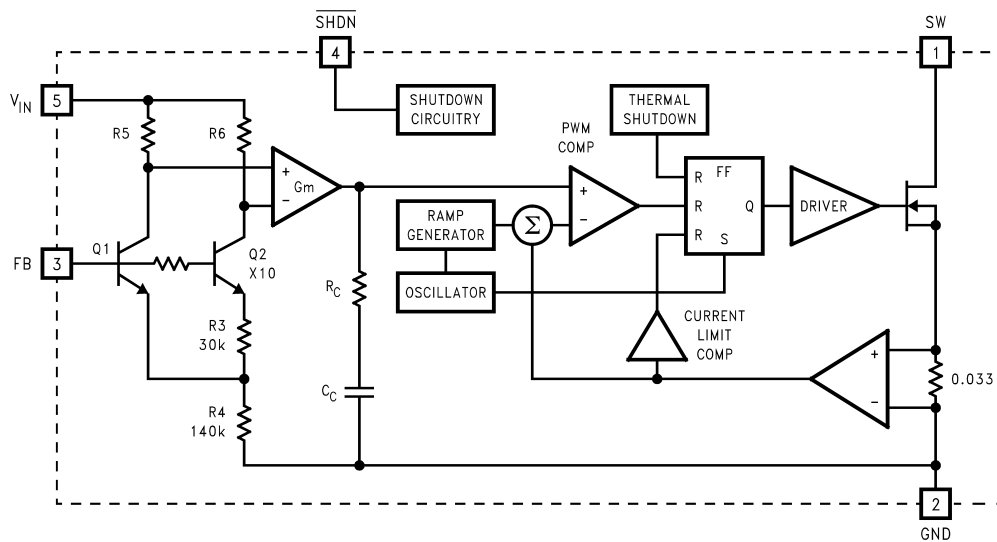 SHDN
SW
4
1
V_IN
5
R5
R6
SHUTDOWN
CIRCUITRY
THERMAL
SHUTDOWN
PWM
COMP
+
Gm
−
+
−
R
FF
R
Q
R
S
DRIVER
RAMP
GENERATOR
Σ
FB
3
Q1
Q2
X10
OSCILLATOR
R_C
R3
30k
CURRENT
LIMIT
COMP
+
−
0.033
C_C
R4
140k
2
GND